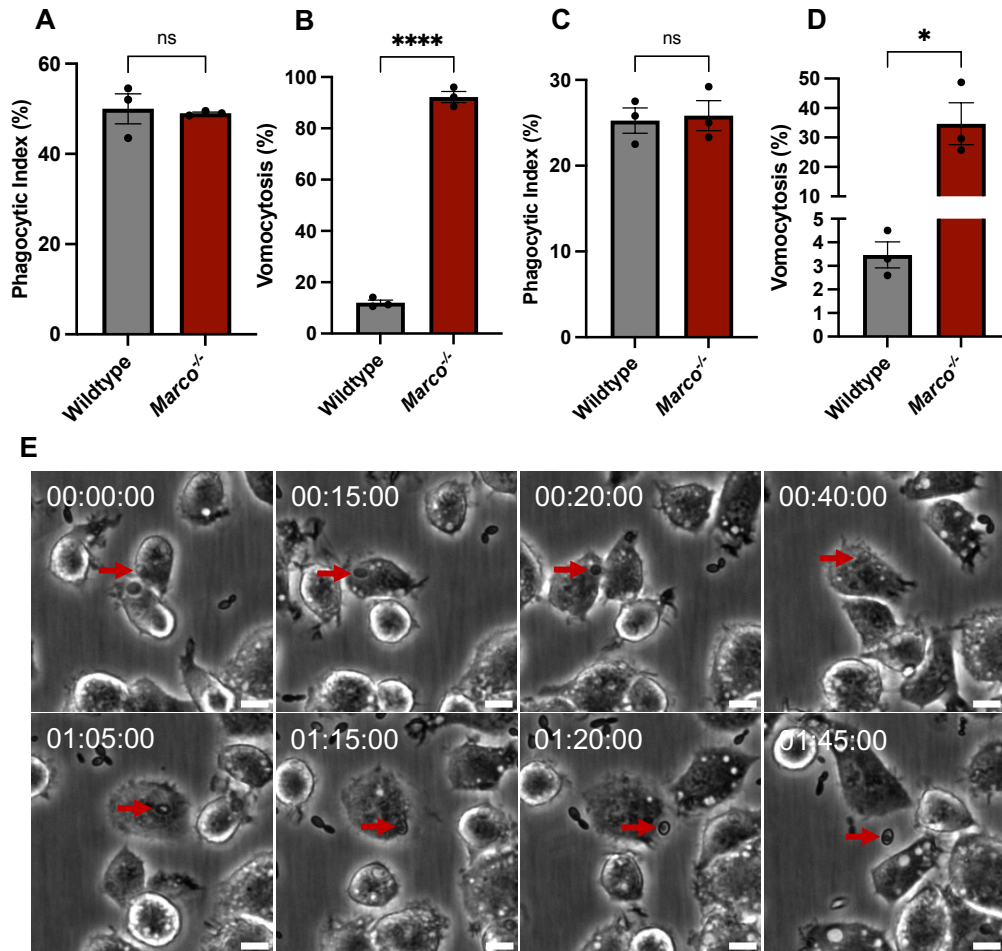 A
ns
Phagocytic Index (%)
60
40
20
0
Wildtype
Marco-/-
B
****
Vomocytosis (%)
100
80
60
40
20
0
Wildtype
Marco-/-
C
ns
Phagocytic Index (%)
30
20
10
0
Wildtype
Marco-/-
D
*
Vomocytosis (%)
50
40
30
20
10
5
4
3
2
1
0
Wildtype
Marco-/-
E
00:00:00
00:15:00
00:20:00
00:40:00
01:05:00
01:15:00
01:20:00
01:45:00